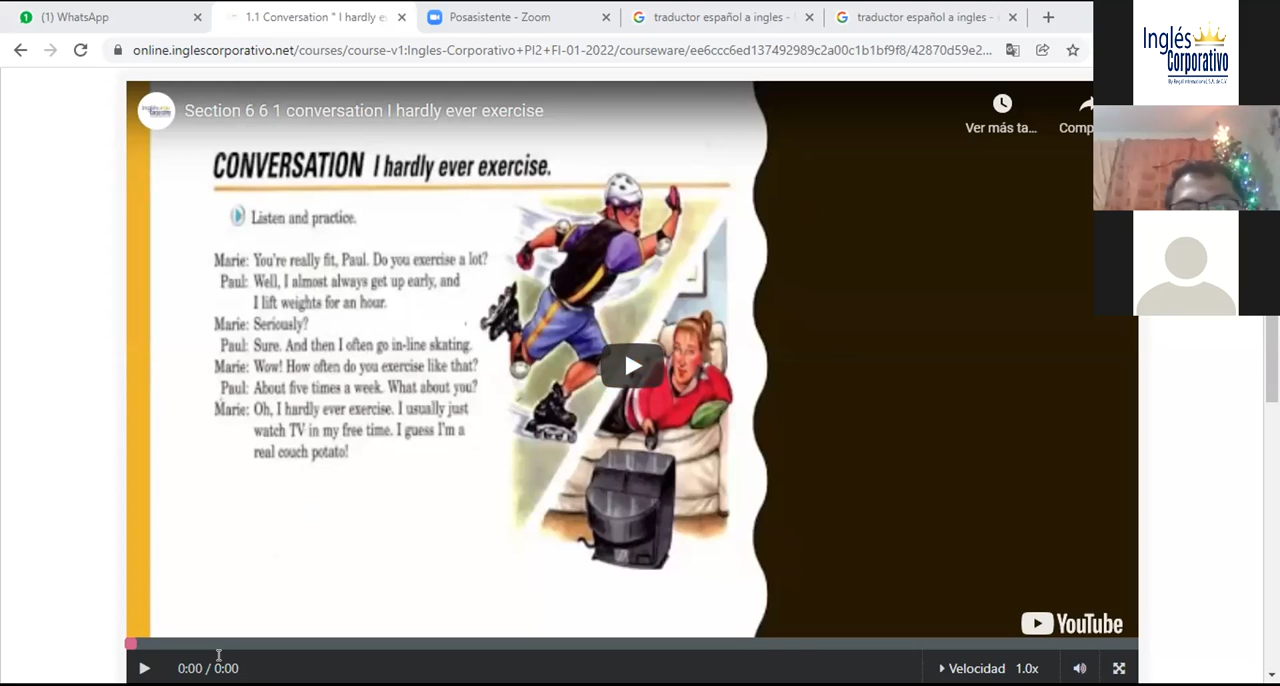 (1) WhatsApp
1.1 Conversation " I hardly e
Posasistente - Zoom
traductor español a ingles -
traductor español a ingles -
online.inglescorporativo.net/courses/course-v1:Ingles-Corporativo+PI2+FI-01-2022/courseware/ee6ccc6ed137492989c2a00c1b1bf9f8/42870d59e2...
Inglés
Corporativo
Section 6 6 1 conversation I hardly ever exercise
Ver más ta...
Comp
CONVERSATION I hardly ever exercise.
Listen and practice.
Marie: You're really fit, Paul. Do you exercise a lot?
Paul: Well, I almost always get up early, and
I lift weights for an hour.
Marie: Seriously?
Paul: Sure. And then I often go in-line skating.
Marie: Wow! How often do you exercise like that?
Paul: About five times a week. What about you?
Marie: Oh, I hardly ever exercise. I usually just
watch TV in my free time. I guess I'm a
real couch potato!
YouTube
0:00 / 0:00
Velocidad 1.0x